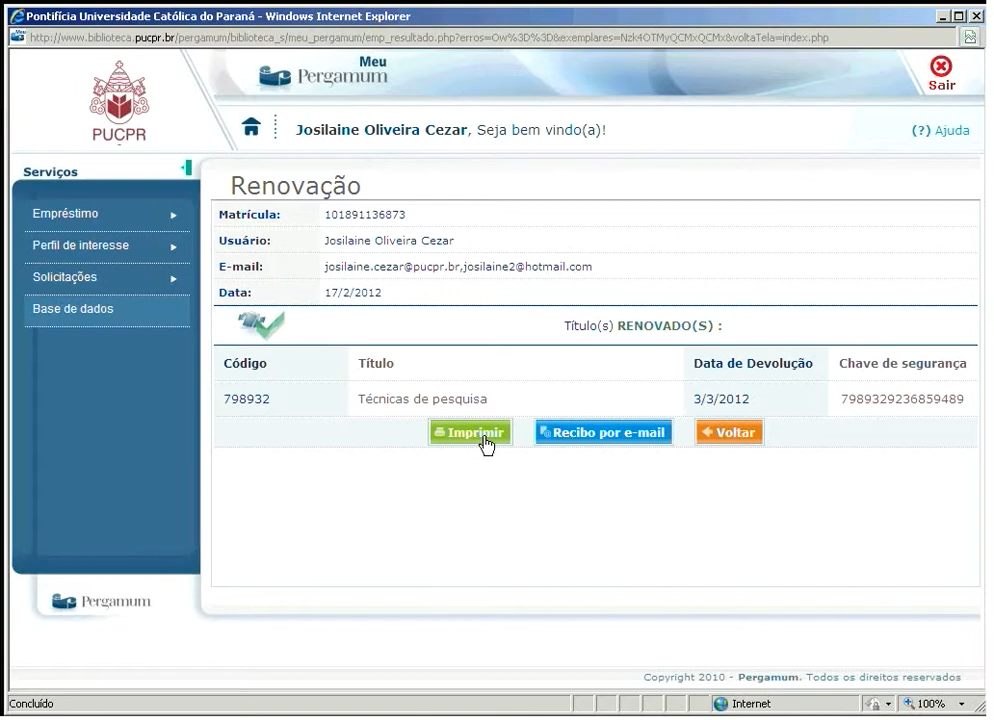 Pontifícia Universidade Católica do Paraná - Windows Internet Explorer
http://www.biblioteca.pucpr.br/pergamum/biblioteca_s/meu_pergamum/emp_resultado.php?erros=Ow%3D%3D&exemplares=Nzk4OTMyQCMxQCMx&voltaTela=index.php
PUCPR
Meu
Pergamum
Sair
Josilaine Oliveira Cezar, Seja bem vindo(a)!
(?) Ajuda
Serviços
Empréstimo
Perfil de interesse
Solicitações
Base de dados
Pergamum
Renovação
Matrícula: 101891136873
Usuário: Josilaine Oliveira Cezar
E-mail: josilaine.cezar@pucpr.br,josilaine2@hotmail.com
Data: 17/2/2012
Título(s) RENOVADO(S) :
Código Título Data de Devolução Chave de segurança
798932 Técnicas de pesquisa 3/3/2012 7989329236859489
Imprimir Recibo por e-mail Voltar
Copyright 2010 - Pergamum. Todos os direitos reservados
Concluído Internet 100%